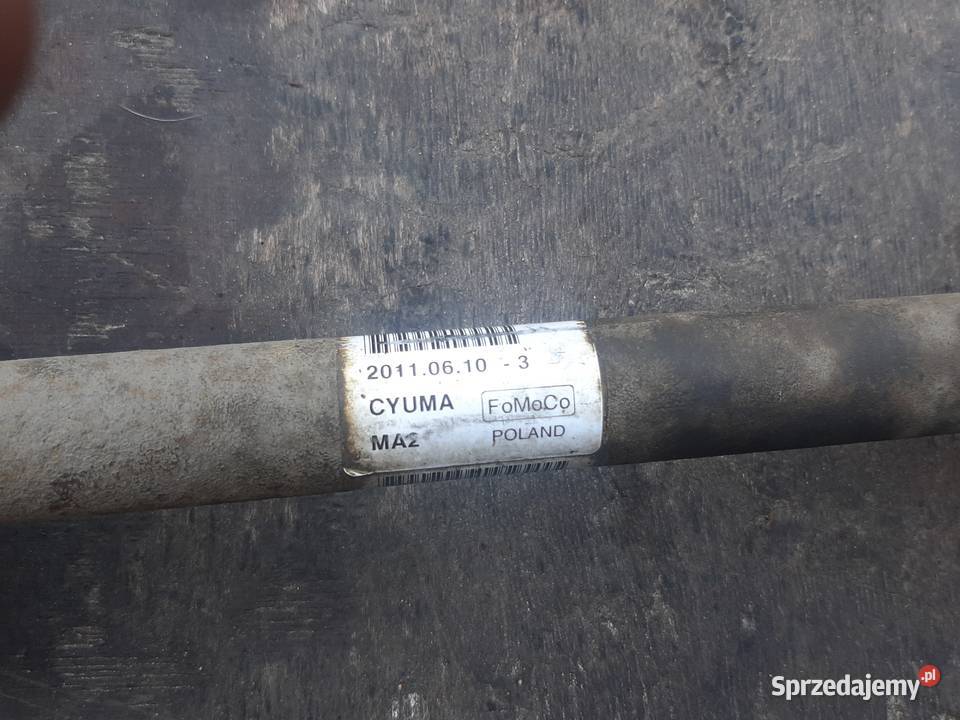 2011.06.10 - 3
CYUMA FoMoCo
MA2 POLAND
Sprzedajemy.pl